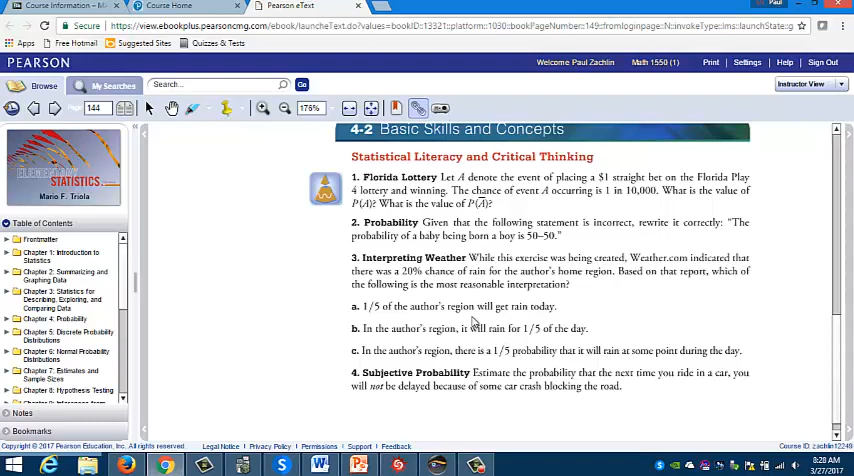 Course Information – M
Course Home
Pearson eText
Paul
Secure https://view.ebookplus.pearsoncmg.com/ebook/launcheText.do?values=bookID::13321::platform::1030::bookPageNumber::149::fromloginpage::N::invokeType::lms::launchState::g
Apps Free Hotmail Suggested Sites Quizzes & Tests
PEARSON Welcome Paul Zachlin Math 1550 (1) Print Settings Help Sign Out
Browse My Searches Search... Go Instructor View
Page 144 176%
4-2 Basic Skills and Concepts
Statistical Literacy and Critical Thinking
1. Florida Lottery Let A denote the event of placing a $1 straight bet on the Florida Play
4 lottery and winning. The chance of event A occurring is 1 in 10,000. What is the value of
P(A)? What is the value of P(A̅)?
2. Probability Given that the following statement is incorrect, rewrite it correctly: "The
probability of a baby being born a boy is 50–50."
3. Interpreting Weather While this exercise was being created, Weather.com indicated that
there was a 20% chance of rain for the author's home region. Based on that report, which of
the following is the most reasonable interpretation?
a. 1/5 of the author's region will get rain today.
b. In the author's region, it will rain for 1/5 of the day.
c. In the author's region, there is a 1/5 probability that it will rain at some point during the day.
4. Subjective Probability Estimate the probability that the next time you ride in a car, you
will not be delayed because of some car crash blocking the road.
ELEMENTARY
STATISTICS
MARIO F. TRIOLA
Table of Contents
Frontmatter
Chapter 1: Introduction to
Statistics
Chapter 2: Summarizing and
Graphing Data
Chapter 3: Statistics for
Describing, Exploring, and
Comparing Data
Chapter 4: Probability
Chapter 5: Discrete Probability
Distributions
Chapter 6: Normal Probability
Distributions
Chapter 7: Estimates and
Sample Sizes
Chapter 8: Hypothesis Testing
Notes
Bookmarks
Copyright © 2017 Pearson Education, Inc. All rights reserved. Legal Notice | Privacy Policy | Permissions | Support | Feedback Course ID: zachlin12249
8:28 AM
3/27/2017